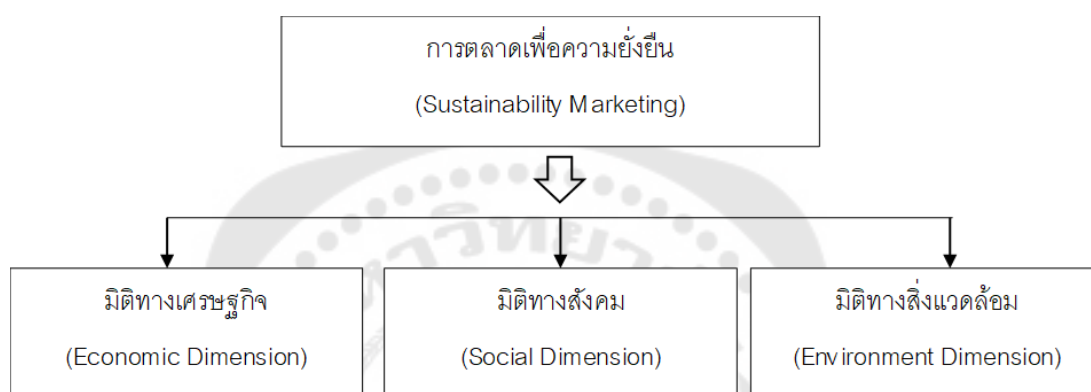 การตลาดเพื่อความยั่งยืน
(Sustainability Marketing)
มิติทางเศรษฐกิจ
(Economic Dimension)
มิติทางสังคม
(Social Dimension)
มิติทางสิ่งแวดล้อม
(Environment Dimension)